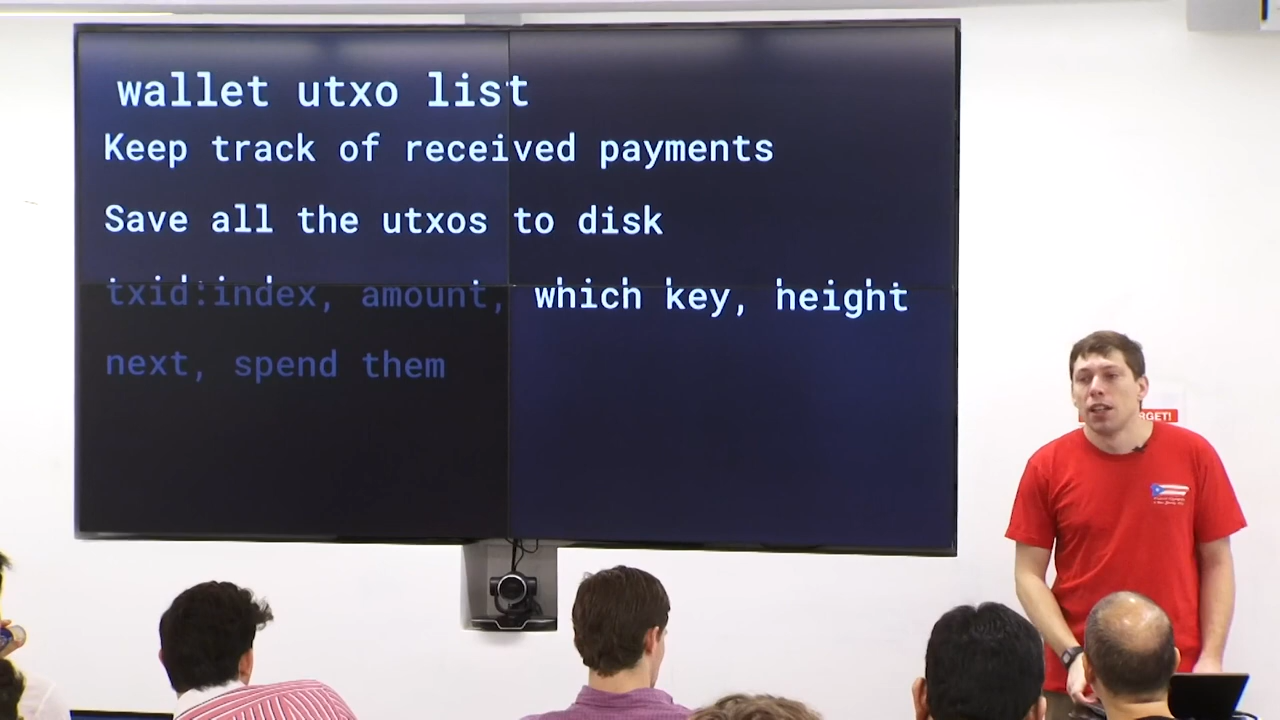 wallet utxo list
Keep track of received payments
Save all the utxos to disk
txid:index, amount, which key, height
next, spend them
RGET!